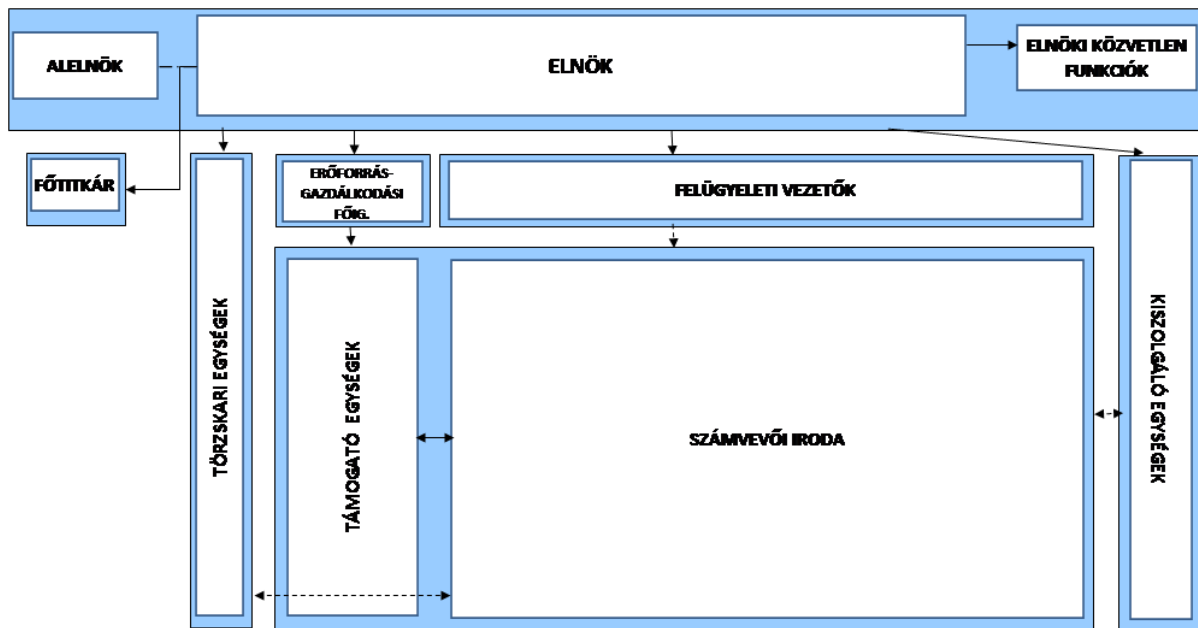 ALELNÖK
ELNÖK
ELNÖKI KÖZVETLEN
FUNKCIÓK
FŐTITKÁR
ERŐFORRÁS-
GAZDÁLKODÁSI
FŐIG.
FELÜGYELETI VEZETŐK
TÖRZSKARI EGYSÉGEK
TÁMOGATÓ EGYSÉGEK
SZÁMVEVŐI IRODA
KISZOLGÁLÓ EGYSÉGEK